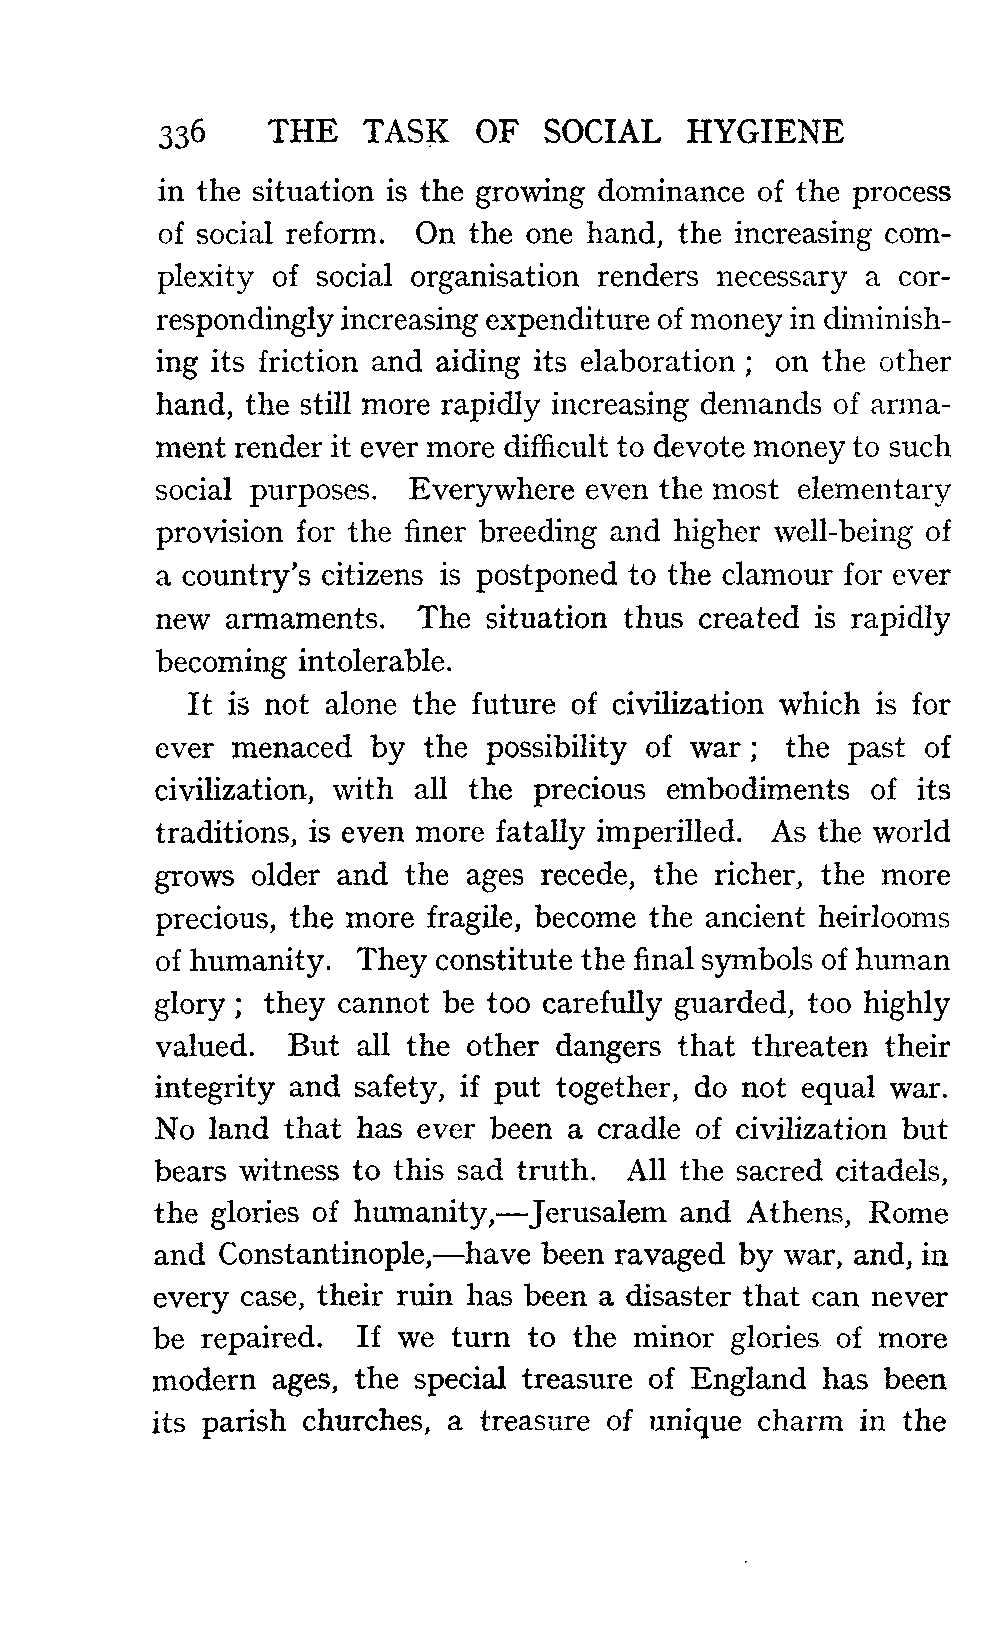 336 THE TASK OF SOCIAL HYGIENE
in the situation is the growing dominance of the process
of social reform. On the one hand, the increasing com-
plexity of social organisation renders necessary a cor-
respondingly increasing expenditure of money in diminish-
ing its friction and aiding its elaboration ; on the other
hand, the still more rapidly increasing demands of arma-
ment render it ever more difficult to devote money to such
social purposes. Everywhere even the most elementary
provision for the finer breeding and higher well-being of
a country's citizens is postponed to the clamour for ever
new armaments. The situation thus created is rapidly
becoming intolerable.
It is not alone the future of civilization which is for
ever menaced by the possibility of war ; the past of
civilization, with all the precious embodiments of its
traditions, is even more fatally imperilled. As the world
grows older and the ages recede, the richer, the more
precious, the more fragile, become the ancient heirlooms
of humanity. They constitute the final symbols of human
glory ; they cannot be too carefully guarded, too highly
valued. But all the other dangers that threaten their
integrity and safety, if put together, do not equal war.
No land that has ever been a cradle of civilization but
bears witness to this sad truth. All the sacred citadels,
the glories of humanity,—Jerusalem and Athens, Rome
and Constantinople,—have been ravaged by war, and, in
every case, their ruin has been a disaster that can never
be repaired. If we turn to the minor glories of more
modern ages, the special treasure of England has been
its parish churches, a treasure of unique charm in the